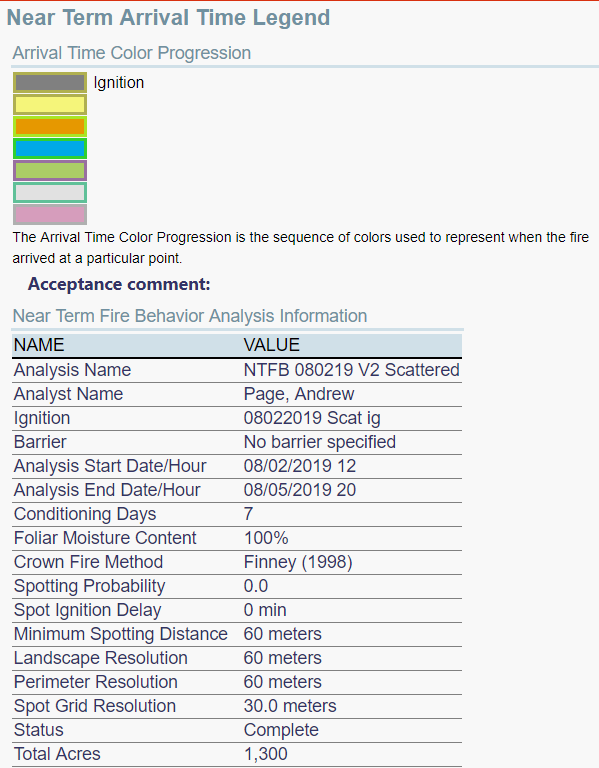 Near Term Arrival Time Legend
Arrival Time Color Progression
Ignition
The Arrival Time Color Progression is the sequence of colors used to represent when the fire
arrived at a particular point.
Acceptance comment:
Near Term Fire Behavior Analysis Information
NAME VALUE
Analysis Name NTFB 080219 V2 Scattered
Analyst Name Page, Andrew
Ignition 08022019 Scat ig
Barrier No barrier specified
Analysis Start Date/Hour 08/02/2019 12
Analysis End Date/Hour 08/05/2019 20
Conditioning Days 7
Foliar Moisture Content 100%
Crown Fire Method Finney (1998)
Spotting Probability 0.0
Spot Ignition Delay 0 min
Minimum Spotting Distance 60 meters
Landscape Resolution 60 meters
Perimeter Resolution 60 meters
Spot Grid Resolution 30.0 meters
Status Complete
Total Acres 1,300